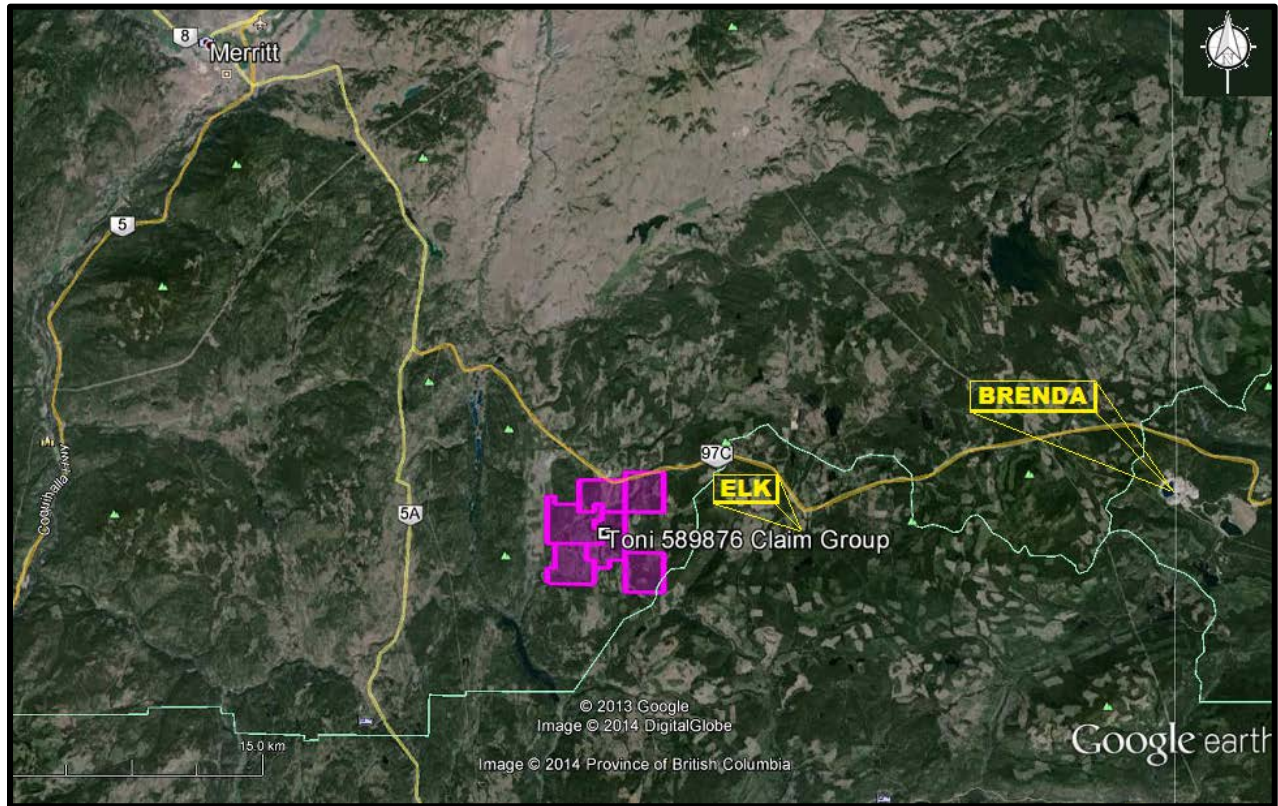 8
Merritt
5
BRENDA
97C
ELK
Coquihalla Hwy
5A
Toni 589876 Claim Group
© 2013 Google
Image © 2014 DigitalGlobe
15.0 km
Google earth
Image © 2014 Province of British Columbia